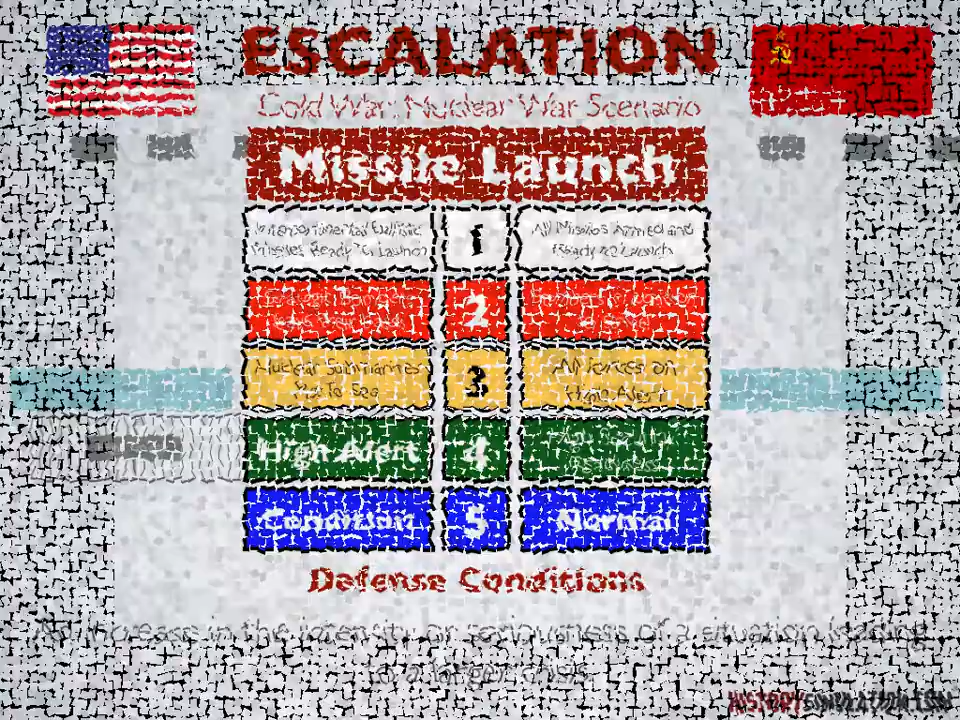 ESCALATION
Cold War: Nuclear War Scenario
Missile Launch
Intercontinental Ballistic
Missiles Ready To Launch
1
All Missiles Armed and
Ready to Launch
2
Nuclear Submarines
Put To Sea
3
All Forces on
High Alert
High Alert
4
Condition
5
Normal
Defense Conditions
An increase in the intensity or seriousness of a situation leading
to a larger crisis
HISTORYSIMULATION.COM